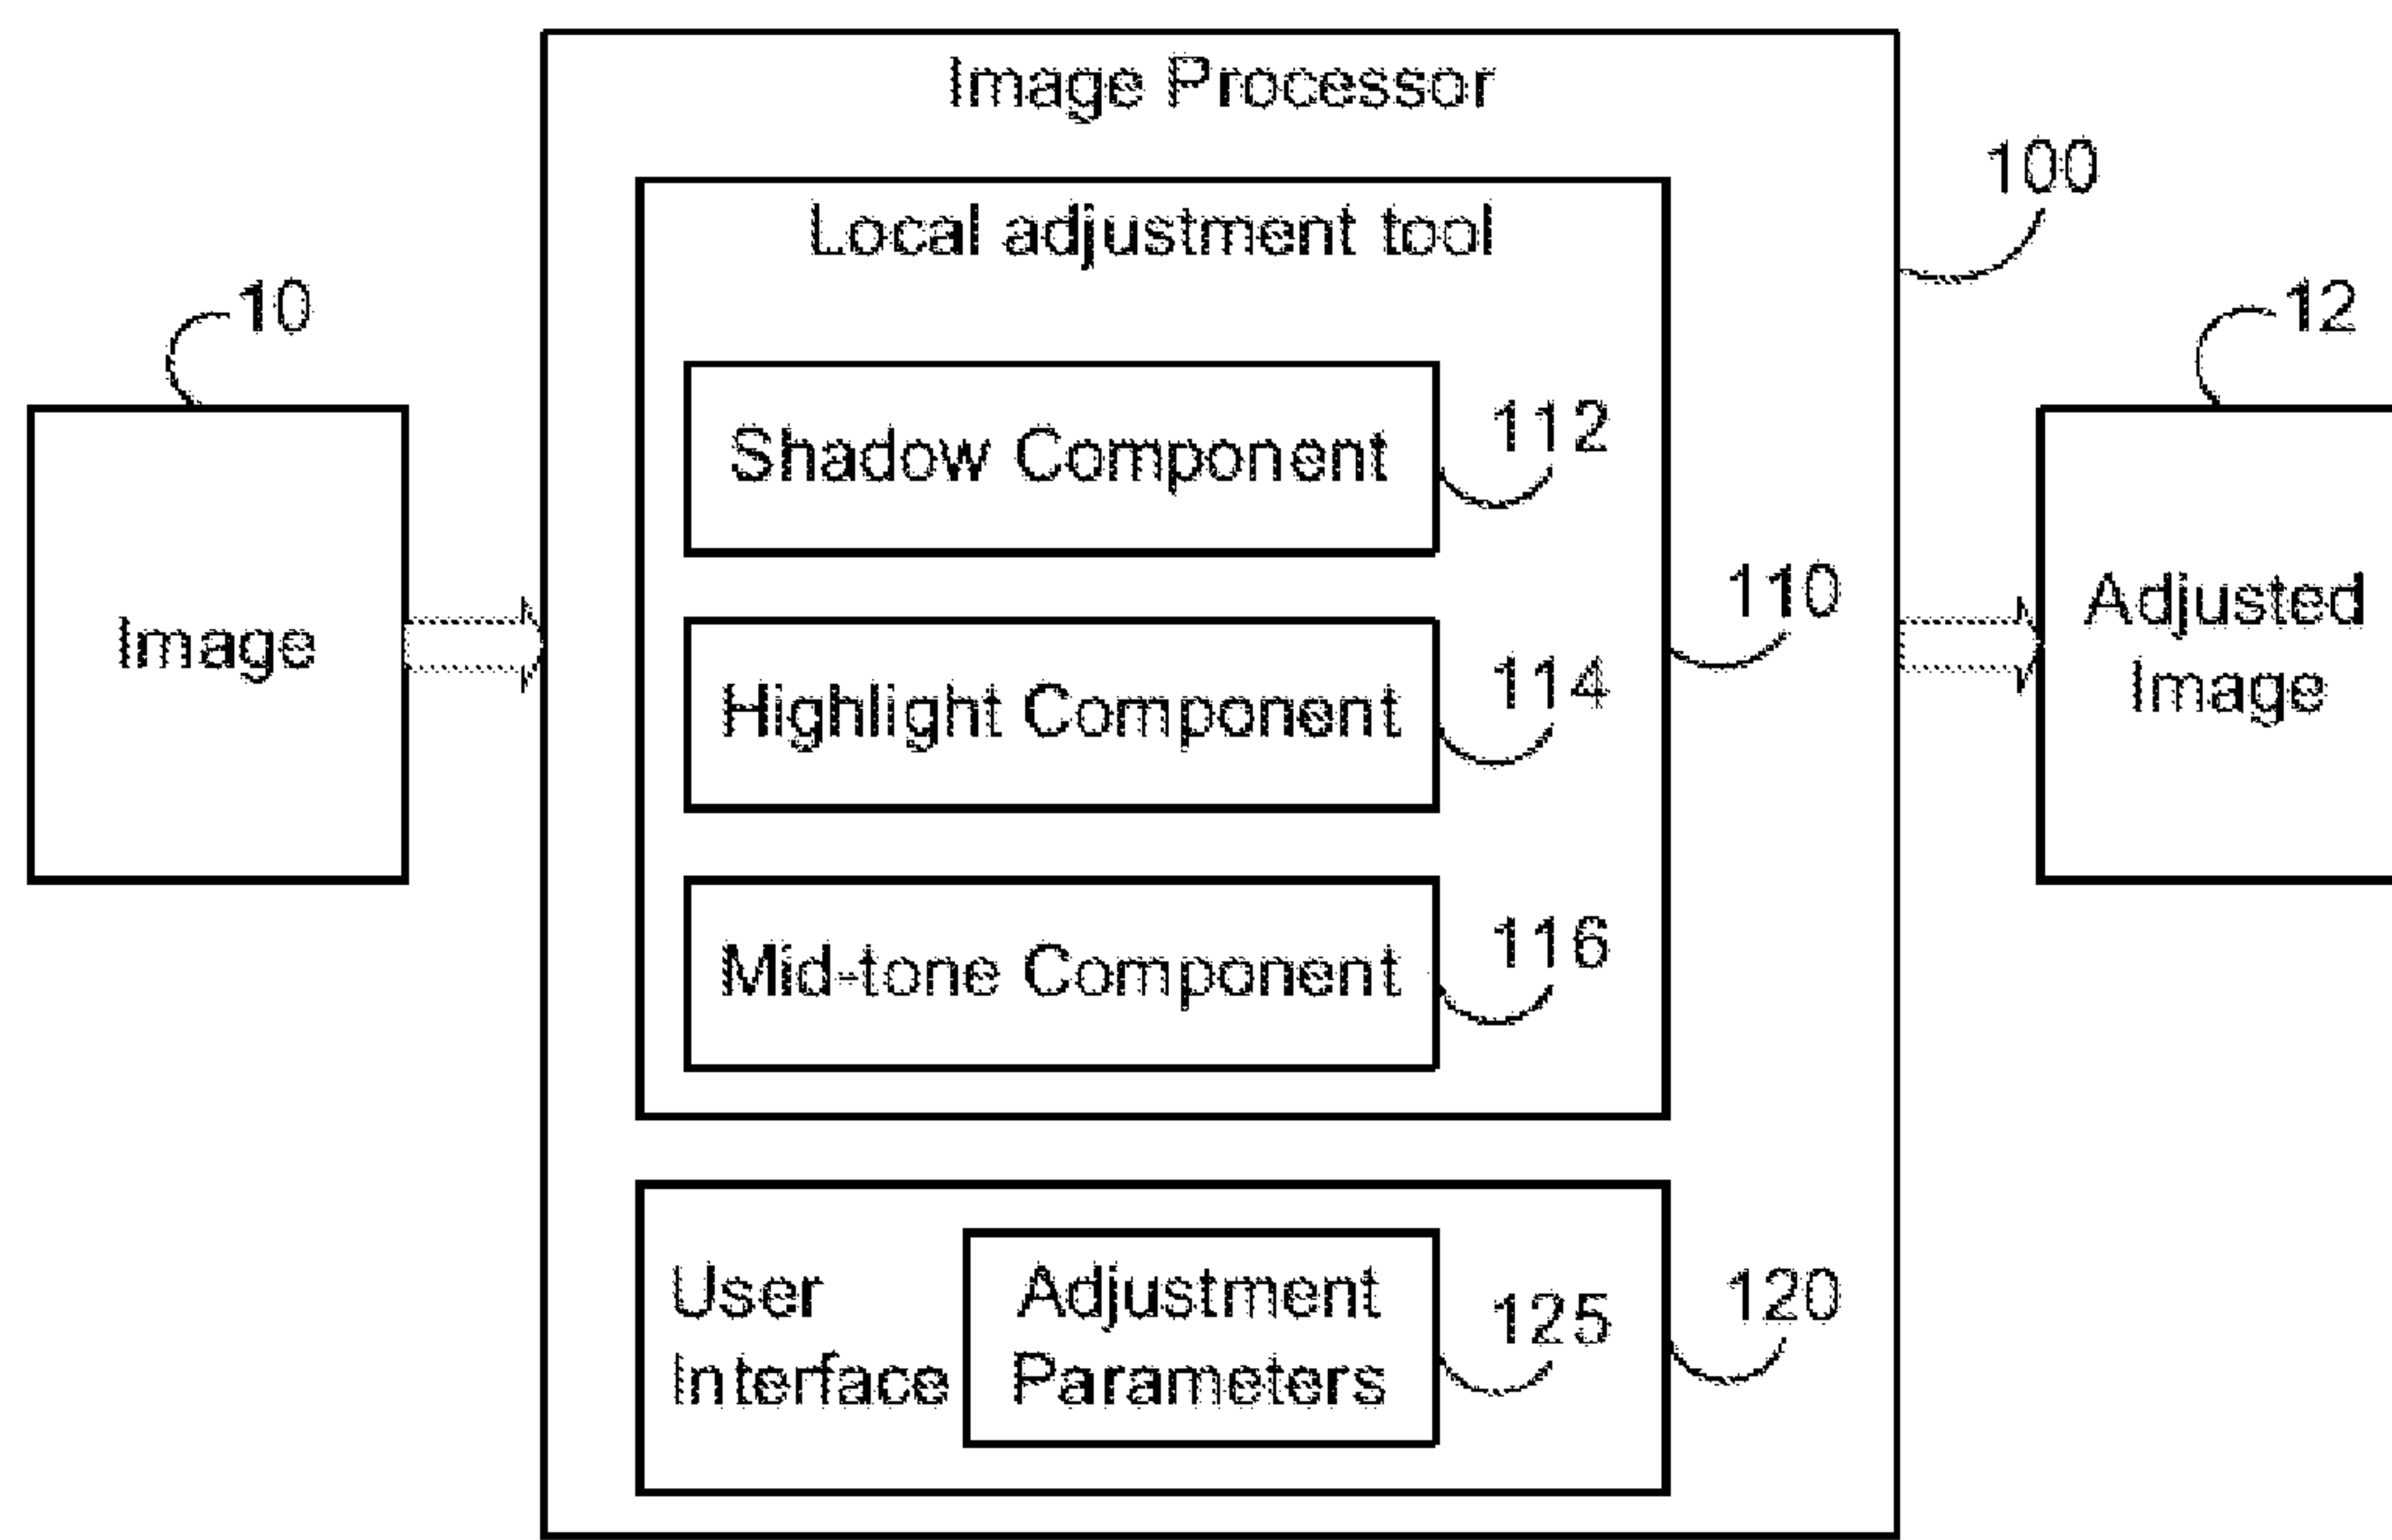 Image Processor
Local adjustment tool
100
10
12
Shadow Component
112
Image
Highlight Component
114
110
Adjusted
Image
Mid-tone Component
116
User
Interface
Adjustment
Parameters
125
120